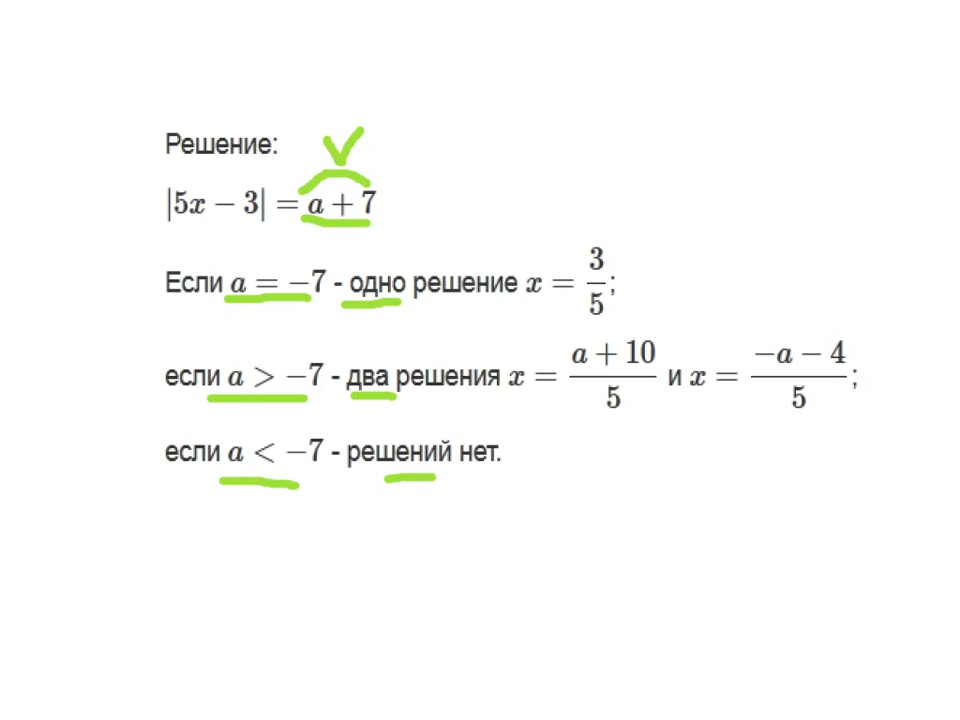 Решение:
|5x − 3| = a + 7
Если a = −7 - одно решение x = 3/5;
если a > −7 - два решения x = (a + 10)/5 и x = (−a − 4)/5;
если a < −7 - решений нет.